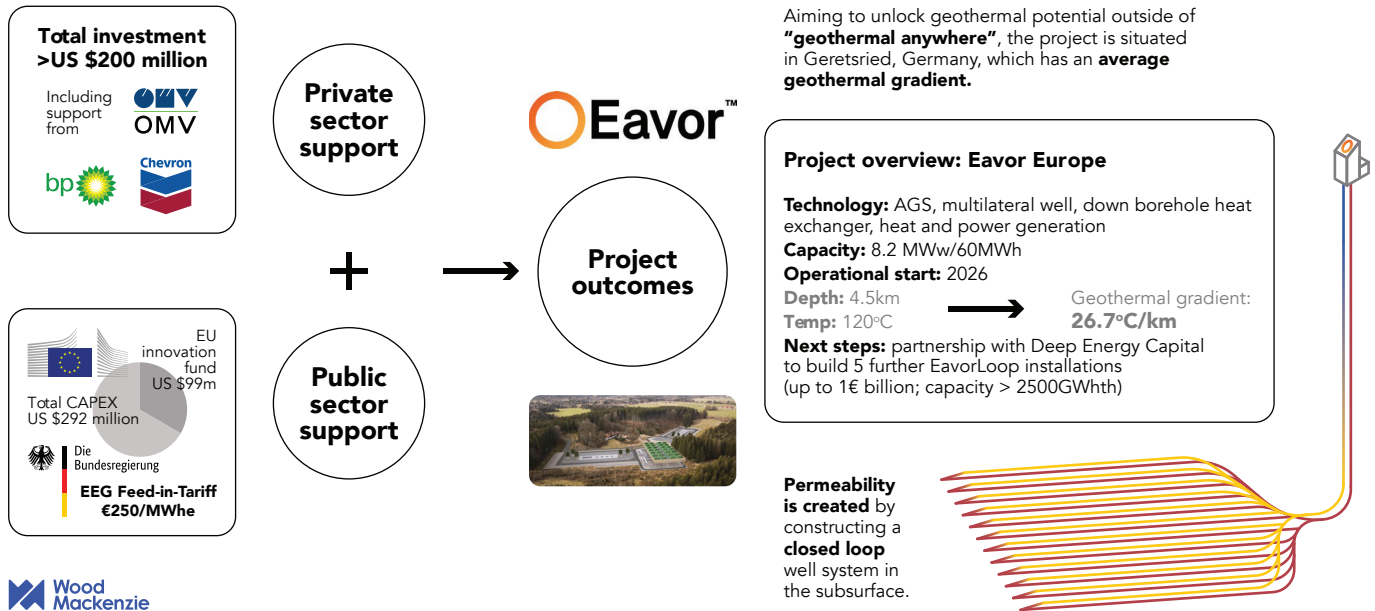 Total investment
>US $200 million
Including
support
from
OMV
OMV
bp
Chevron
EU
innovation
fund
US $99m
Total CAPEX
US $292 million
Die
Bundesregierung
EEG Feed-in-Tariff
€250/MWhe
Wood
Mackenzie
Private
sector
support
+
Public
sector
support
Eavor™
Project
outcomes
Aiming to unlock geothermal potential outside of
“geothermal anywhere”, the project is situated
in Geretsried, Germany, which has an average
geothermal gradient.
Project overview: Eavor Europe
Technology: AGS, multilateral well, down borehole heat
exchanger, heat and power generation
Capacity: 8.2 MWw/60MWh
Operational start: 2026
Depth: 4.5km
Temp: 120°C
Geothermal gradient:
26.7°C/km
Next steps: partnership with Deep Energy Capital
to build 5 further EavorLoop installations
(up to 1€ billion; capacity > 2500GWhth)
Permeability
is created by
constructing a
closed loop
well system in
the subsurface.